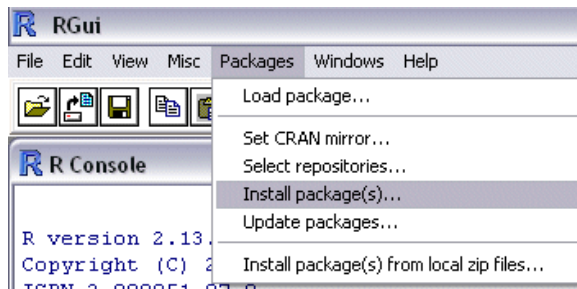 R RGui
File Edit View Misc Packages Windows Help
Load package...
Set CRAN mirror...
Select repositories...
Install package(s)...
Update packages...
Install package(s) from local zip files...
R R Console
R version 2.13.
Copyright (C) 2